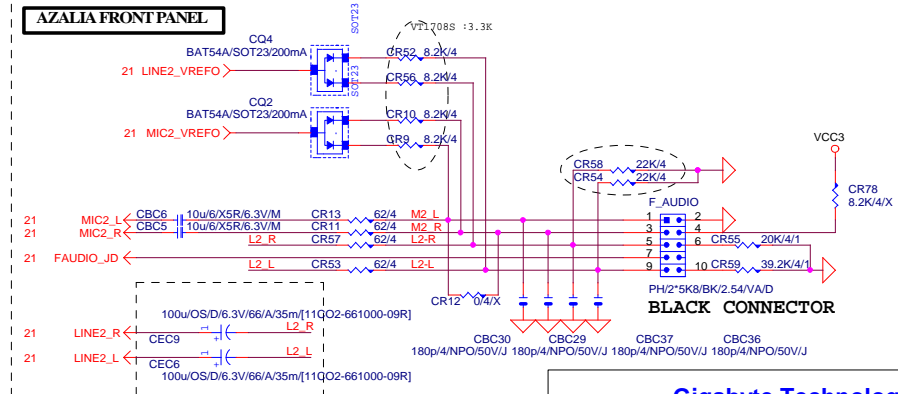 AZALIA FRONT PANEL
SOT23
VT1708S :3.3K
CQ4
BAT54A/SOT23/200mA
CR52 8.2K/4
21 LINE2_VREFO
SOT23
CR56 8.2K/4
CQ2
BAT54A/SOT23/200mA
CR10 8.2K/4
21 MIC2_VREFO
CR9 8.2K/4
VCC3
CR58 22K/4
CR54 22K/4
CR78
8.2K/4/X
F_AUDIO
21 MIC2_L CBC6 10u/6/X5R/6.3V/M CR13 62/4 M2_L 1 2
21 MIC2_R CBC5 10u/6/X5R/6.3V/M CR11 62/4 M2_R 3 4
L2_R CR57 62/4 L2-R 5 6 CR55 20K/4/1
21 FAUDIO_JD 7
L2_L CR53 62/4 L2-L 9 10 CR59 39.2K/4/1
PH/2*5K8/BK/2.54/VA/D
CR12 0/4/X
BLACK CONNECTOR
100u/OS/D/6.3V/66/A/35m/[11CO2-661000-09R]
21 LINE2_R 1 + L2_R
CEC9
CBC30 CBC29 CBC37 CBC36
180p/4/NPO/50V/J 180p/4/NPO/50V/J 180p/4/NPO/50V/J 180p/4/NPO/50V/J
21 LINE2_L 1 + L2_L
CEC6
100u/OS/D/6.3V/66/A/35m/[11CO2-661000-09R]
Gigabyte Technolog